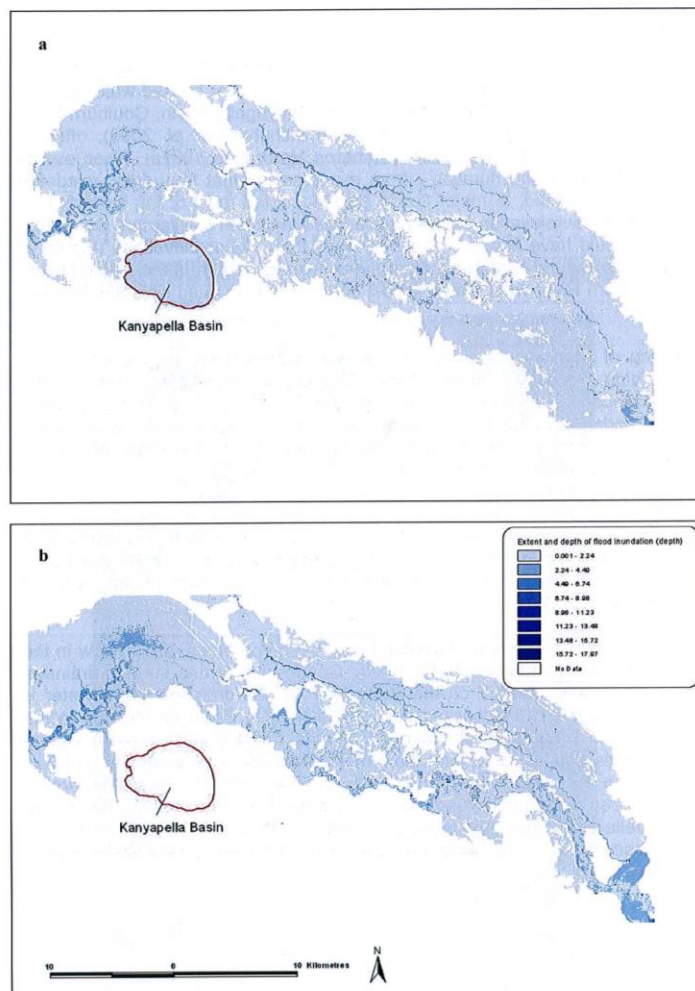 a
Kanyapella Basin
b
Extent and depth of flood inundation (depth)
0.001 - 2.24
2.24 - 4.49
4.49 - 6.74
6.74 - 8.98
8.98 - 11.23
11.23 - 13.48
13.48 - 15.72
15.72 - 17.97
No Data
Kanyapella Basin
10 0 10 Kilometres
N